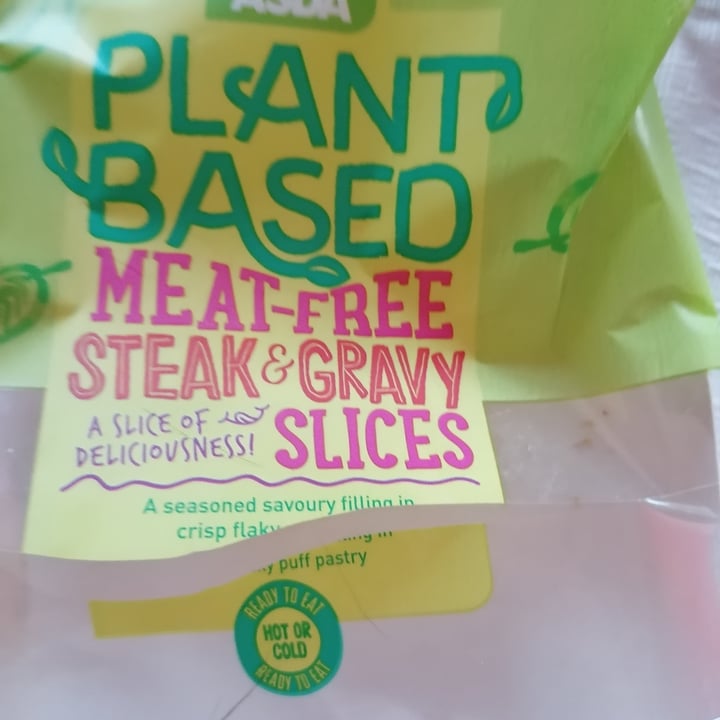 ASDA
PLANT
BASED
MEAT-FREE
STEAK & GRAVY
A SLICE OF
DELICIOUSNESS!
SLICES
A seasoned savoury filling in
crisp flaky
in
puff pastry
READY TO EAT
HOT OR
COLD
READY TO EAT